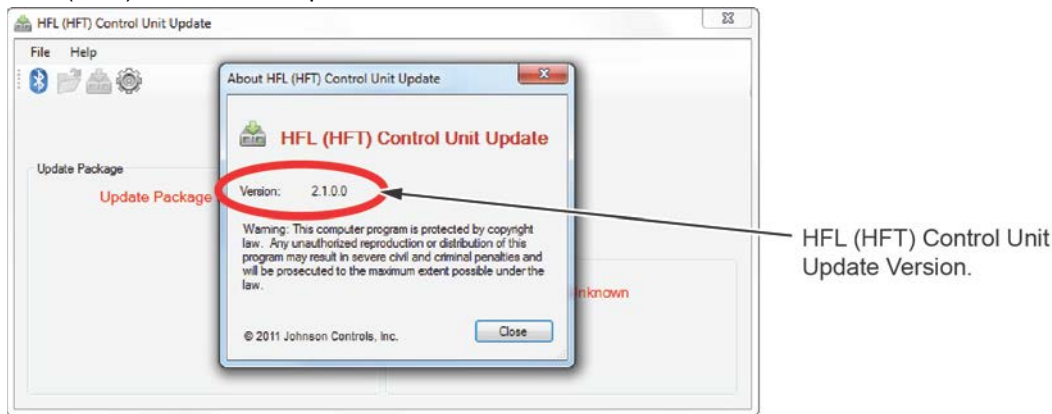 HFL (HFT) Control Unit Update
File Help
About HFL (HFT) Control Unit Update
HFL (HFT) Control Unit Update
Update Package
Update Package
Version: 2.1.0.0
Warning: This computer program is protected by copyright
law. Any unauthorized reproduction or distribution of this
program may result in severe civil and criminal penalties and
will be prosecuted to the maximum extent possible under the
law.
nknown
© 2011 Johnson Controls, Inc.
Close
HFL (HFT) Control Unit
Update Version.